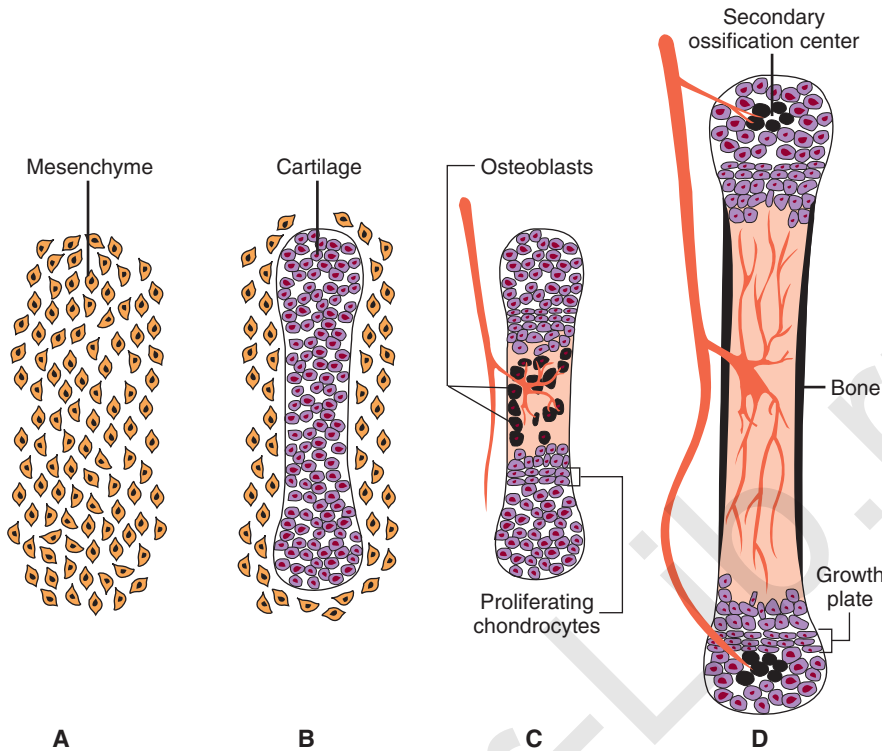 Secondary
ossification center
Mesenchyme
Cartilage
Osteoblasts
Bone
Growth
plate
Proliferating
chondrocytes
A
B
C
D